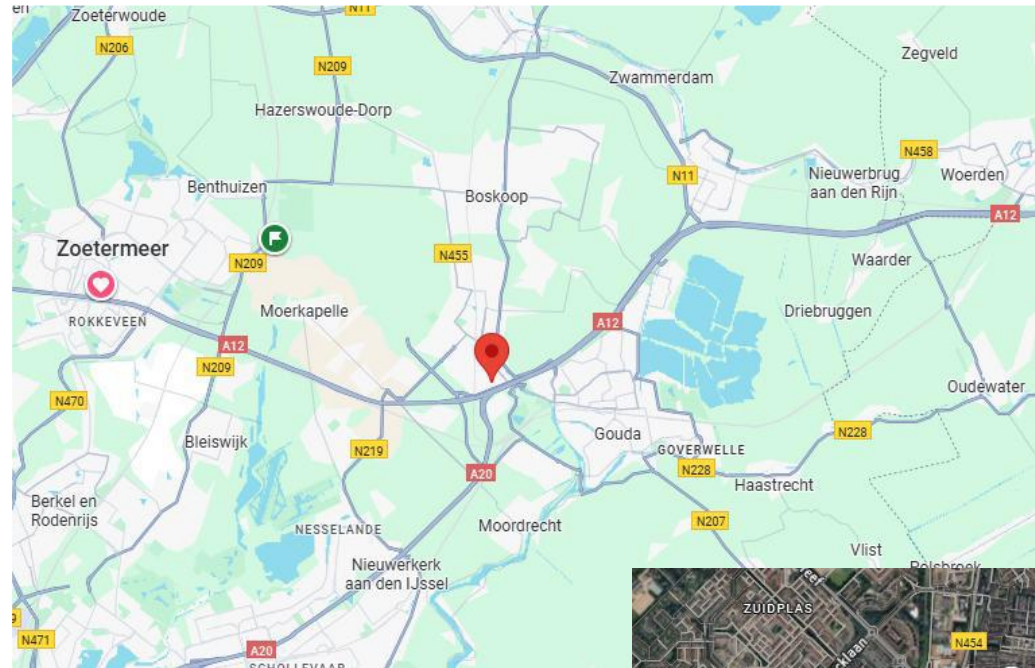 en
Zoeterwoude
N11
N206
N209
Zegveld
Zwammerdam
Hazerswoude-Dorp
N458
Benthuizen
Boskoop
N11
Nieuwerbrug
aan den Rijn
Woerden
A12
Zoetermeer
N209
N455
Waarder
ROKKEVEEN
Moerkapelle
Driebruggen
A12
A12
N209
N470
Oudewater
Bleiswijk
N219
Gouda
GOVERWELLE
N228
A20
N228
Haastrecht
Berkel en
Rodenrijs
NESSELANDE
Moordrecht
N207
Nieuwerkerk
aan den IJssel
Vlist
ZUIDPLAS
N471
A20
N454